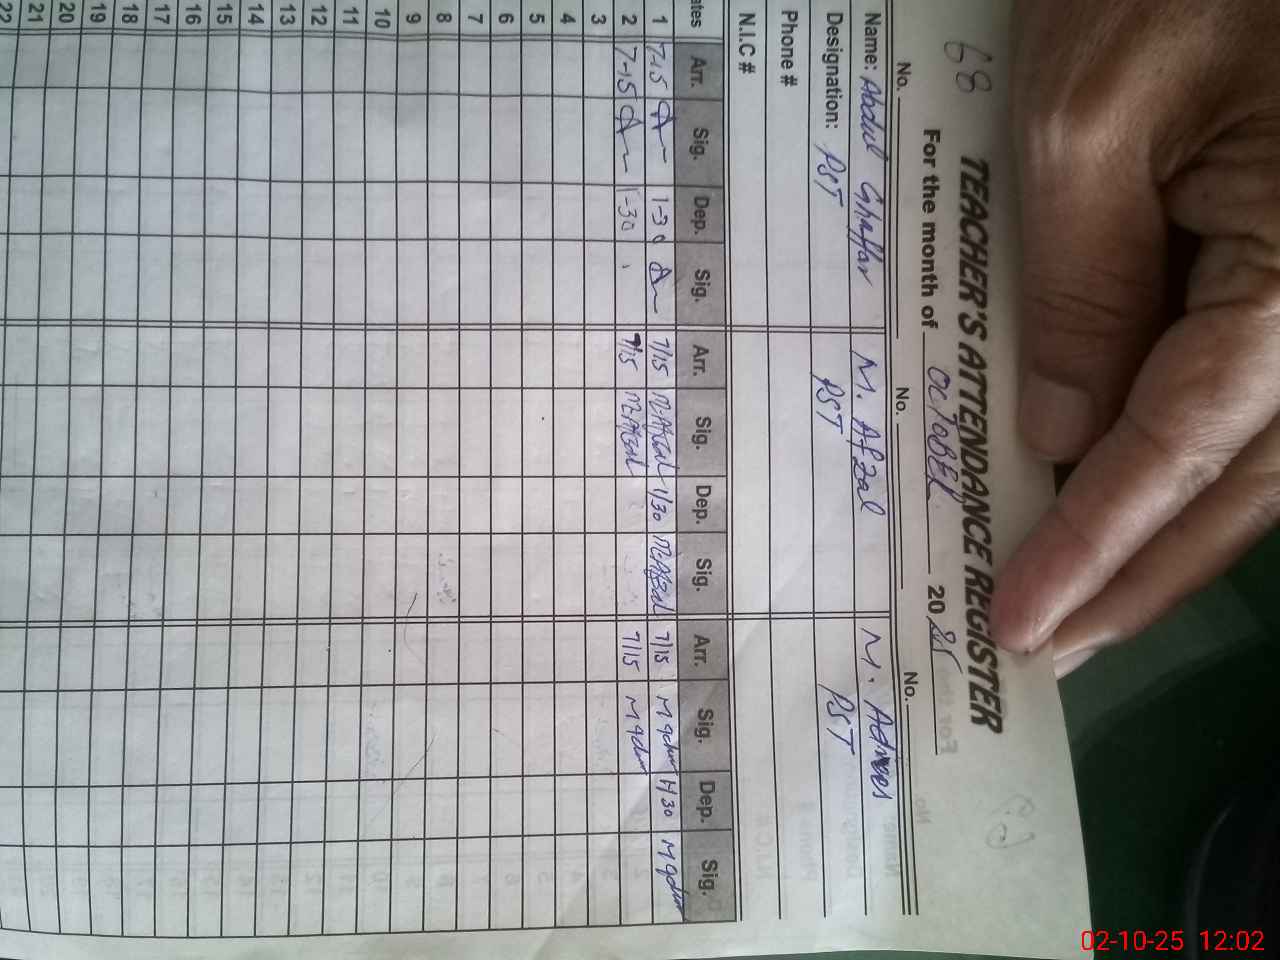 68
TEACHER'S ATTENDANCE REGISTER
For the month of OCTOBER 2025
No. No. No.
Name: Abdul Ghaffar M. Afzal M. Adrees
Designation: PST PST PST
Phone #
N.I.C #
ates Arr. Sig. Dep. Sig. Arr. Sig. Dep. Sig. Arr. Sig. Dep. Sig.
1 7-15 1-30 7/15 M.Afzal 1/30 M.Afzal 7/15 1-30
2 7-15 1-30 7/15 M.Afzal 7/15
3
4
5
6
7
8
9
10
11
12
13
14
15
16
17
18
19
20
21
22
02-10-25 12:02